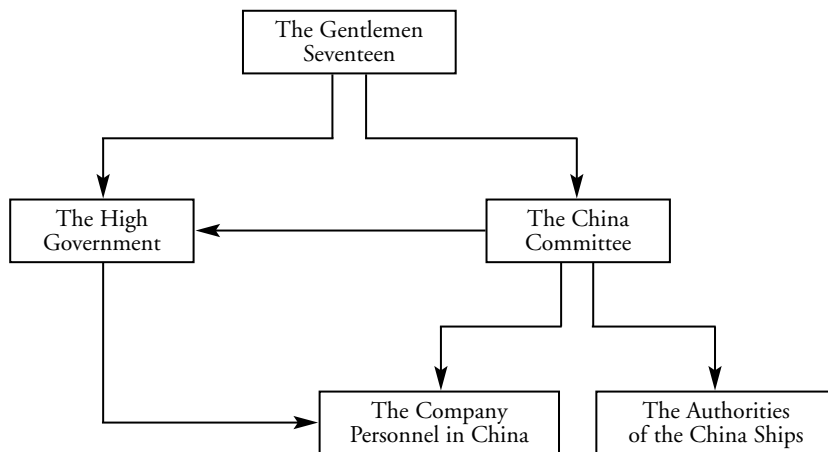 The Gentlemen
Seventeen
The High
Government
The China
Committee
The Company
Personnel in China
The Authorities
of the China Ships